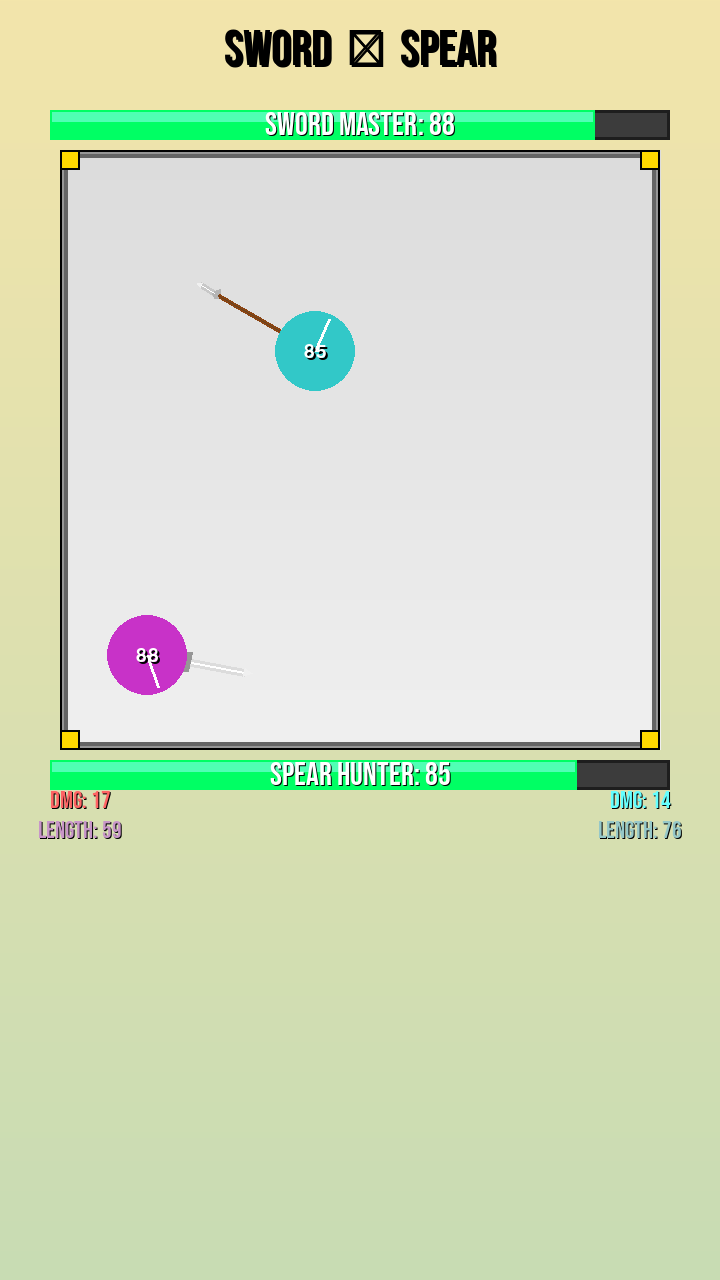 SWORD  SPEAR
SWORD MASTER: 88
85
88
SPEAR HUNTER: 85
DMG: 17
DMG: 14
LENGTH: 59
LENGTH: 76